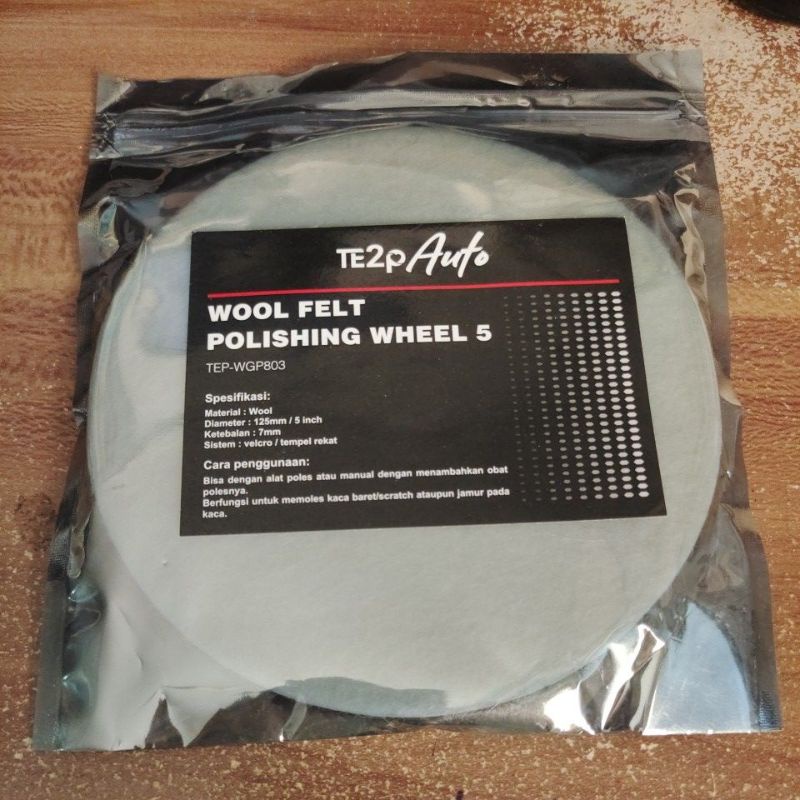 TE2P Auto
WOOL FELT
POLISHING WHEEL 5
TEP-WGP803
Spesifikasi:
Material : Wool
Diameter : 125mm / 5 inch
Ketebalan : 7mm
Sistem : velcro / tempel rekat
Cara penggunaan:
Bisa dengan alat poles atau manual dengan menambahkan obat
polesnya.
Berfungsi untuk memoles kaca baret/scratch ataupun jamur pada
kaca.